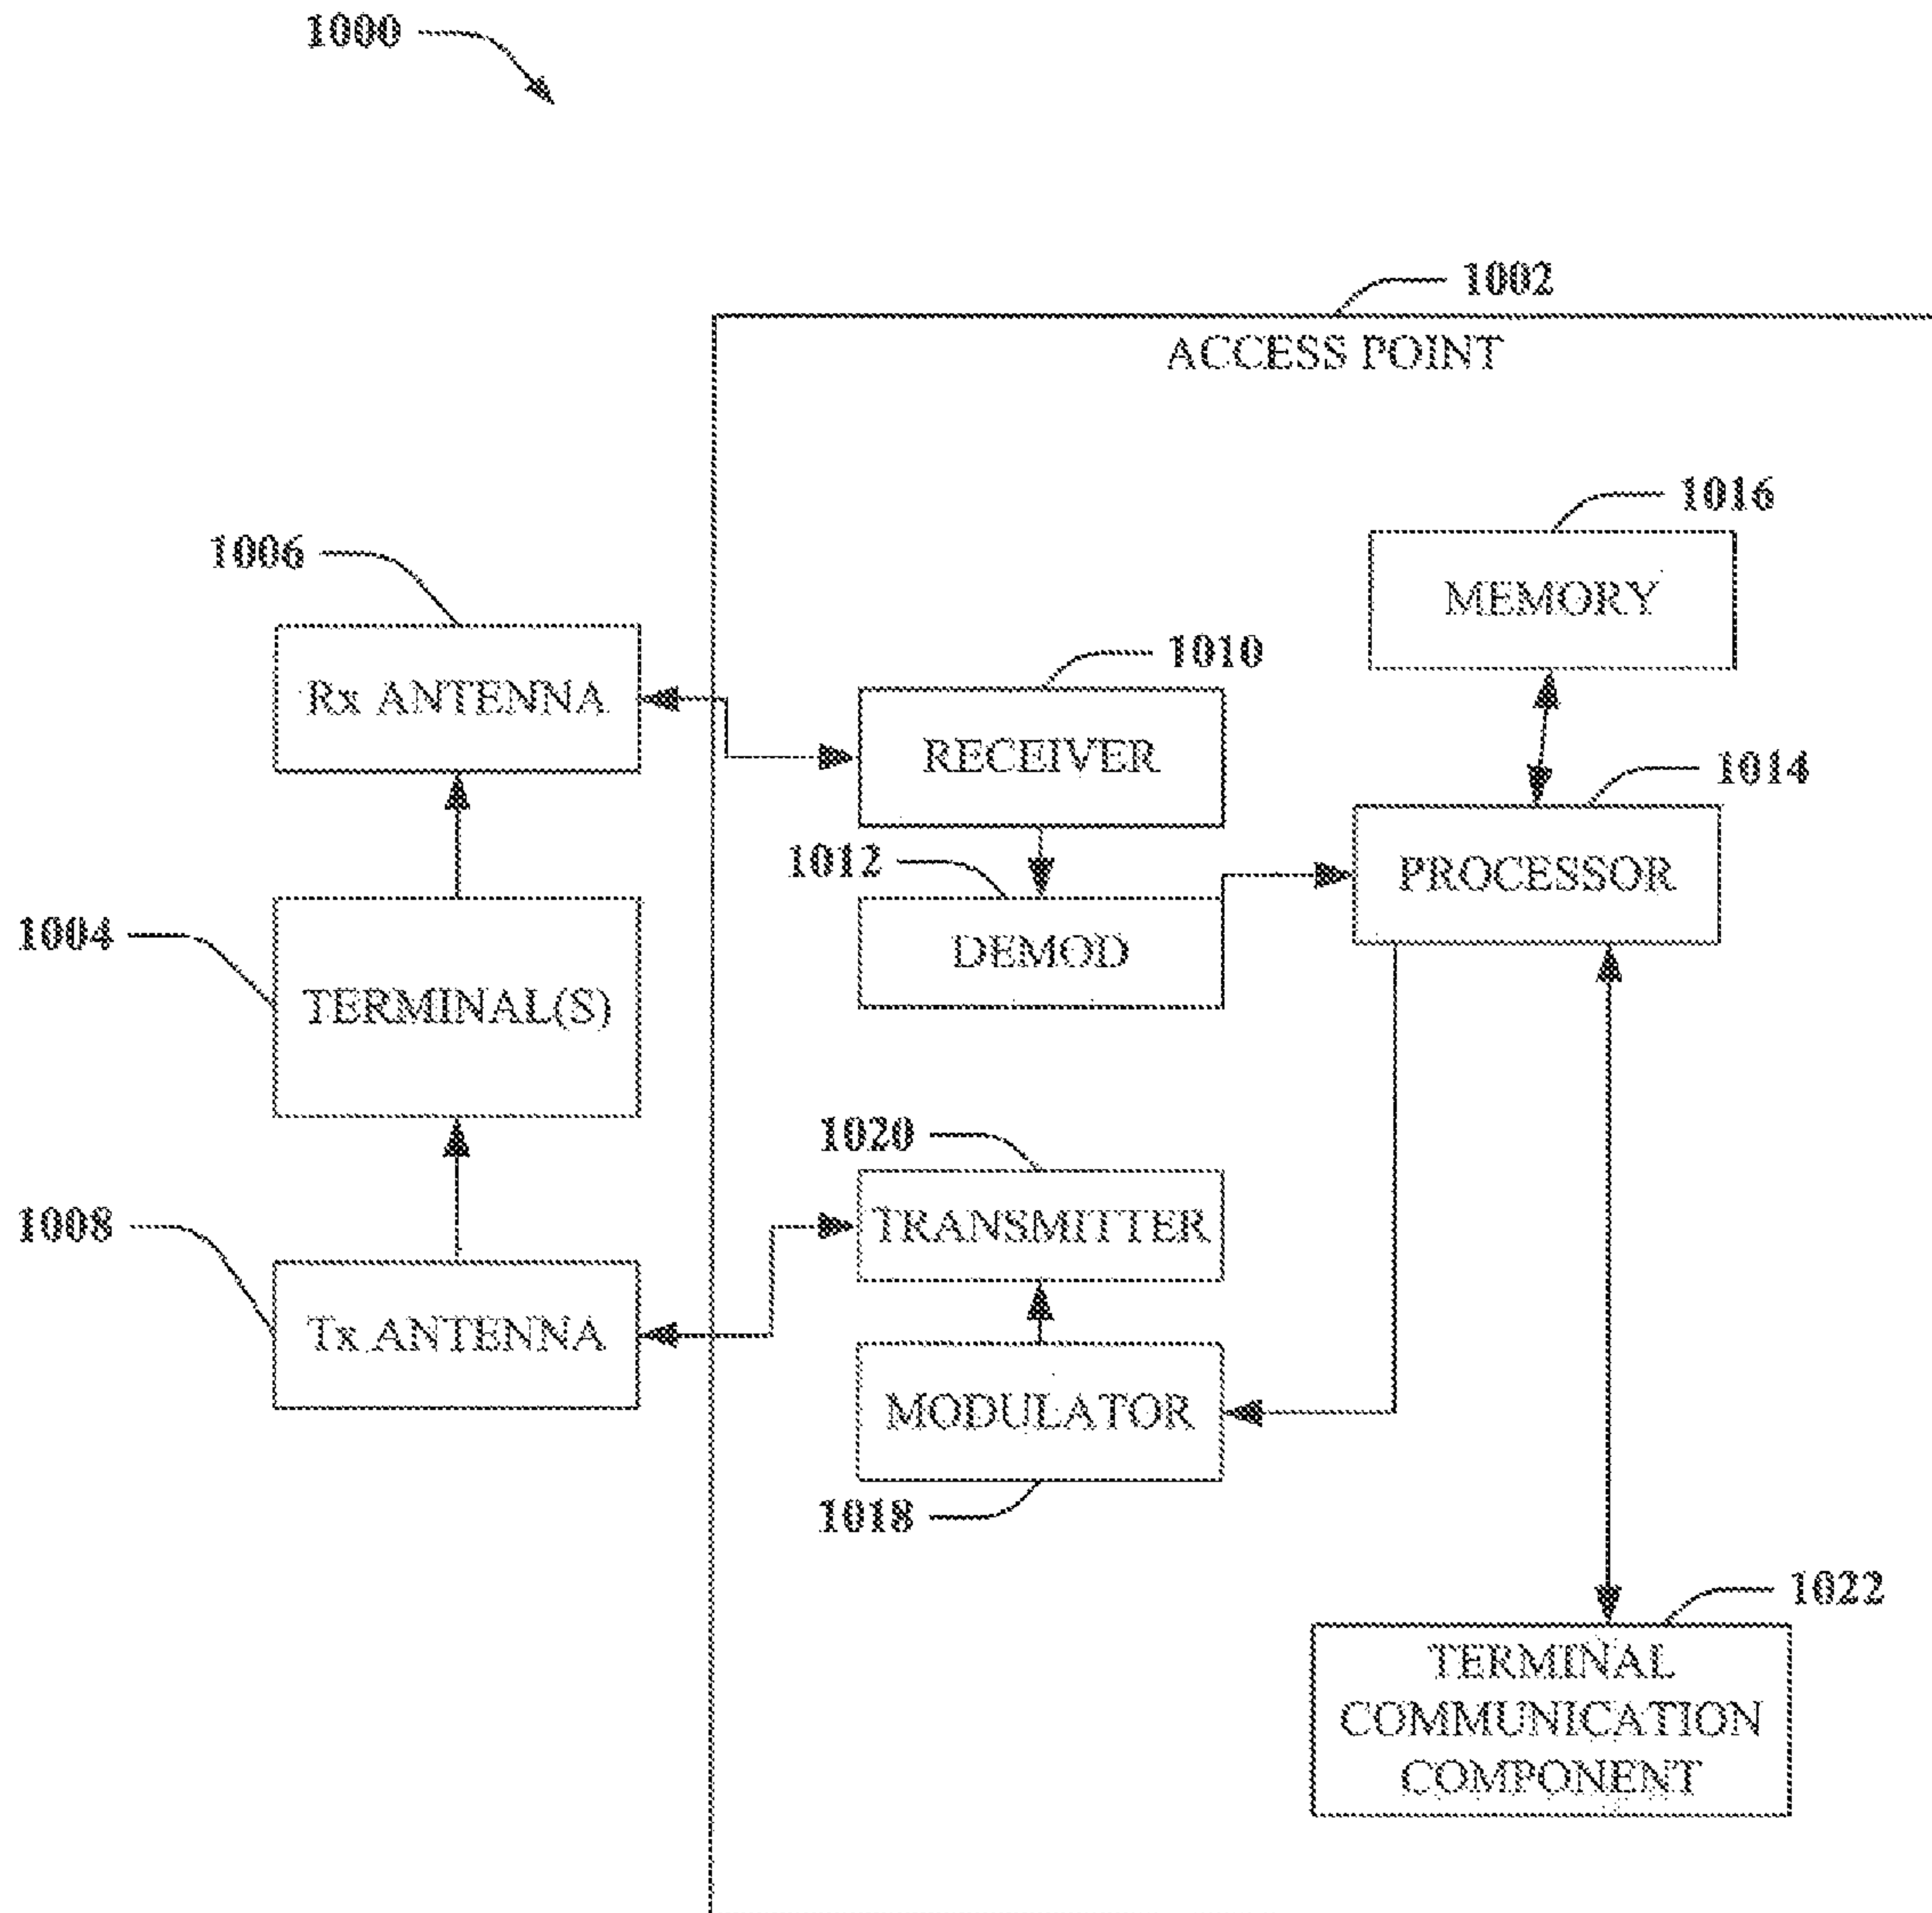 1000
1002
ACCESS POINT
1016
MEMORY
1006
Rx ANTENNA
1010
RECEIVER
1014
PROCESSOR
1012
DEMOD
1004
TERMINAL(S)
1020
TRANSMITTER
1008
Tx ANTENNA
MODULATOR
1018
1022
TERMINAL
COMMUNICATION
COMPONENT